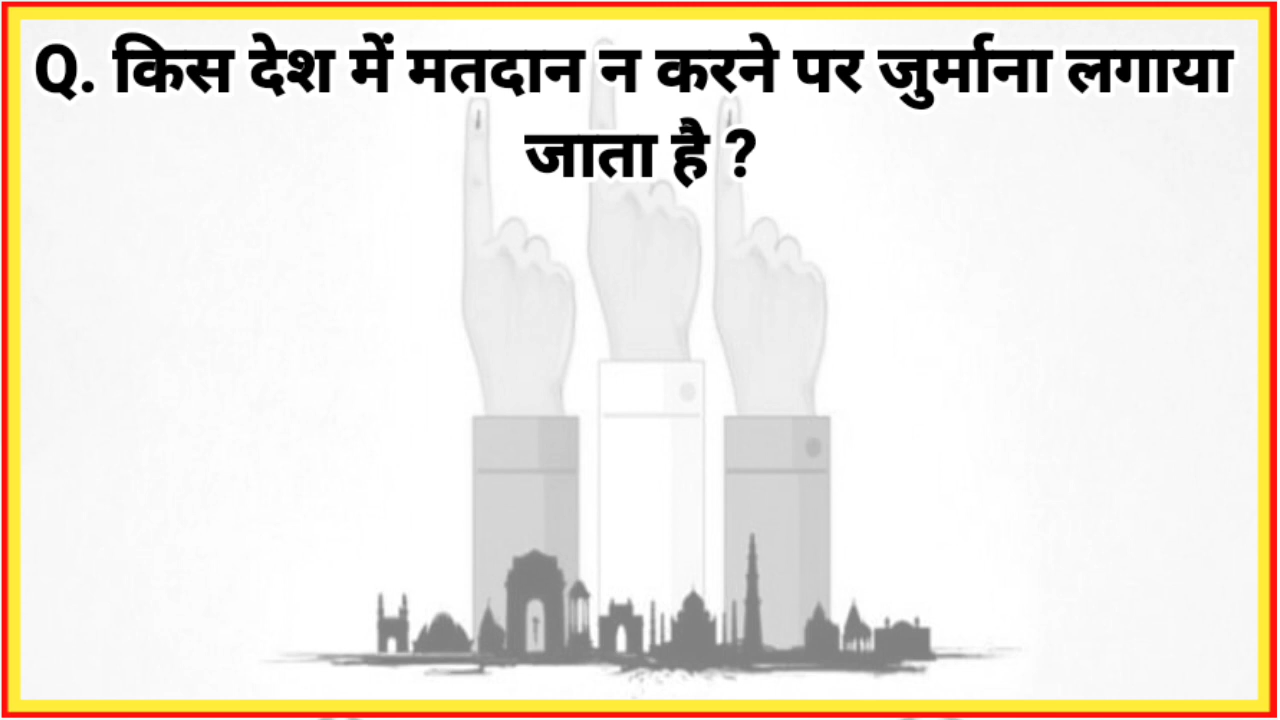 Q. किस देश में मतदान न करने पर जुर्माना लगाया
जाता है ?